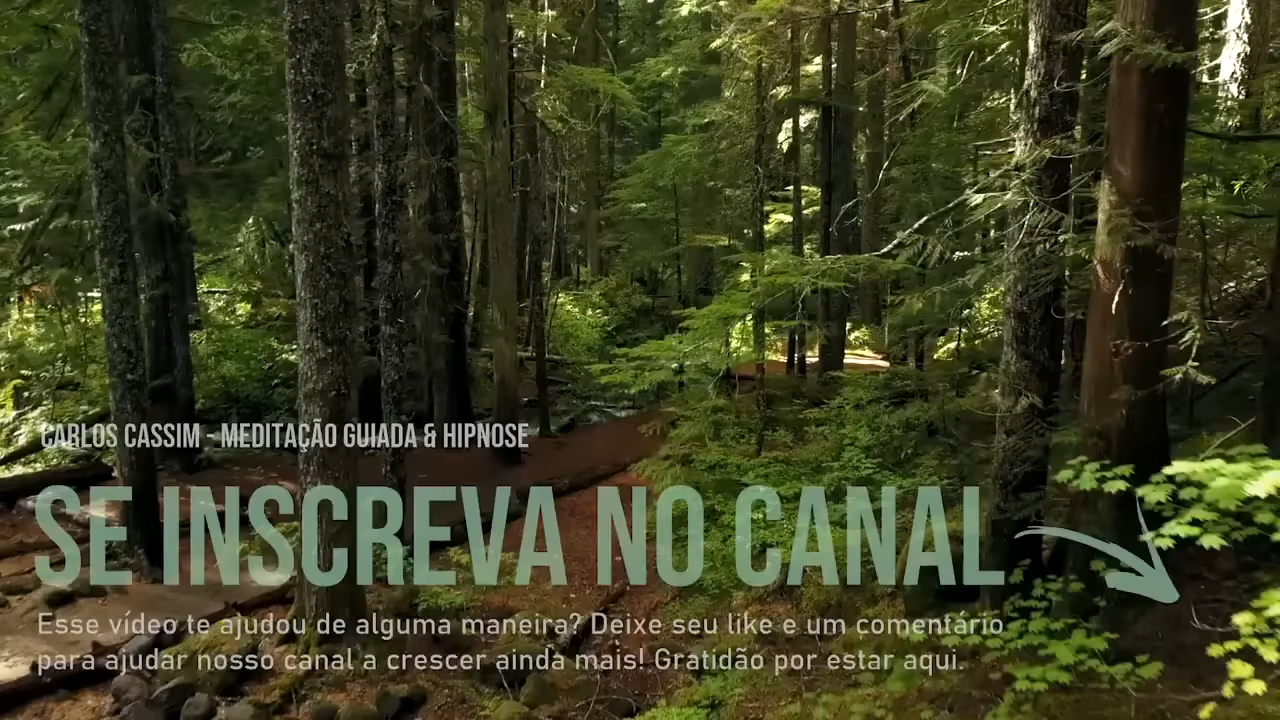 CARLOS CASSIM - MEDITAÇÃO GUIADA & HIPNOSE
SE INSCREVA NO CANAL
Esse vídeo te ajudou de alguma maneira? Deixe seu like e um comentário
para ajudar nosso canal a crescer ainda mais! Gratidão por estar aqui.